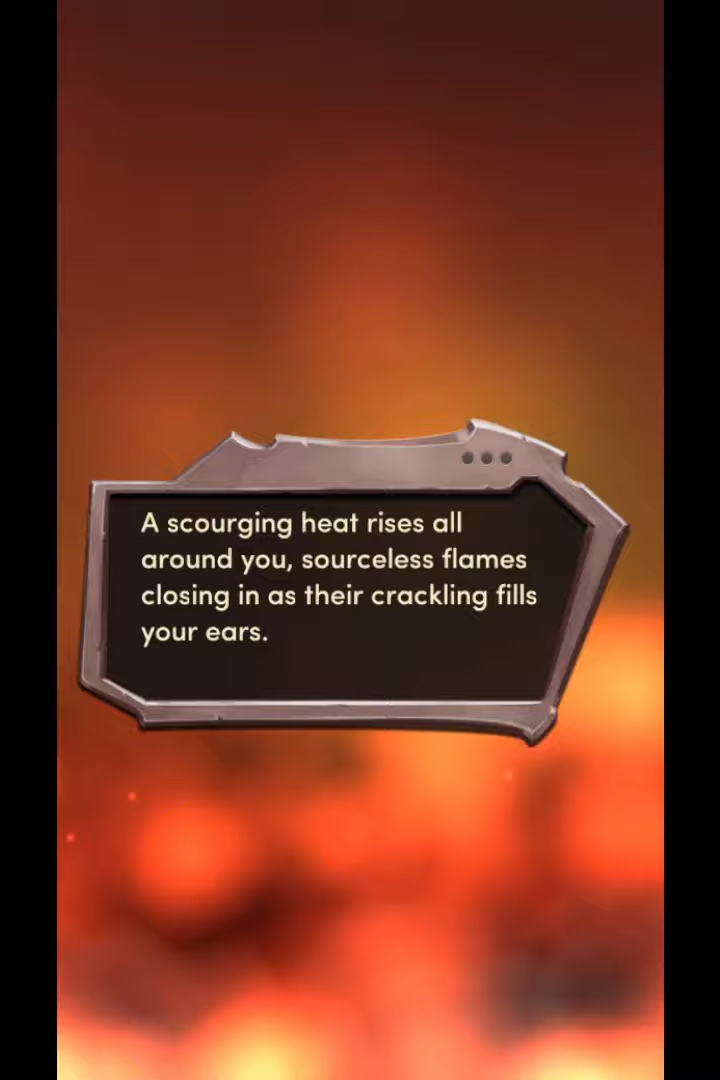 A scourging heat rises all
around you, sourceless flames
closing in as their crackling fills
your ears.